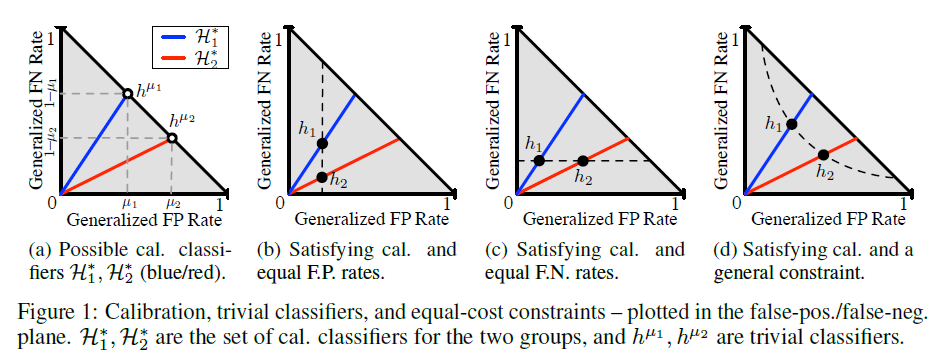 1
Generalized FN Rate
1−μ₁
1−μ₂
0
μ₁
μ₂
1
Generalized FP Rate
ℋ₁*
ℋ₂*
h^μ₁
h^μ₂
(a) Possible cal. classi-
fiers ℋ₁*, ℋ₂* (blue/red).
1
Generalized FN Rate
h₁
h₂
0
1
Generalized FP Rate
(b) Satisfying cal. and
equal F.P. rates.
1
Generalized FN Rate
h₁
h₂
0
1
Generalized FP Rate
(c) Satisfying cal. and
equal F.N. rates.
1
Generalized FN Rate
h₁
h₂
0
1
Generalized FP Rate
(d) Satisfying cal. and a
general constraint.
Figure 1: Calibration, trivial classifiers, and equal-cost constraints – plotted in the false-pos./false-neg.
plane. ℋ₁*, ℋ₂* are the set of cal. classifiers for the two groups, and h^μ₁, h^μ₂ are trivial classifiers.